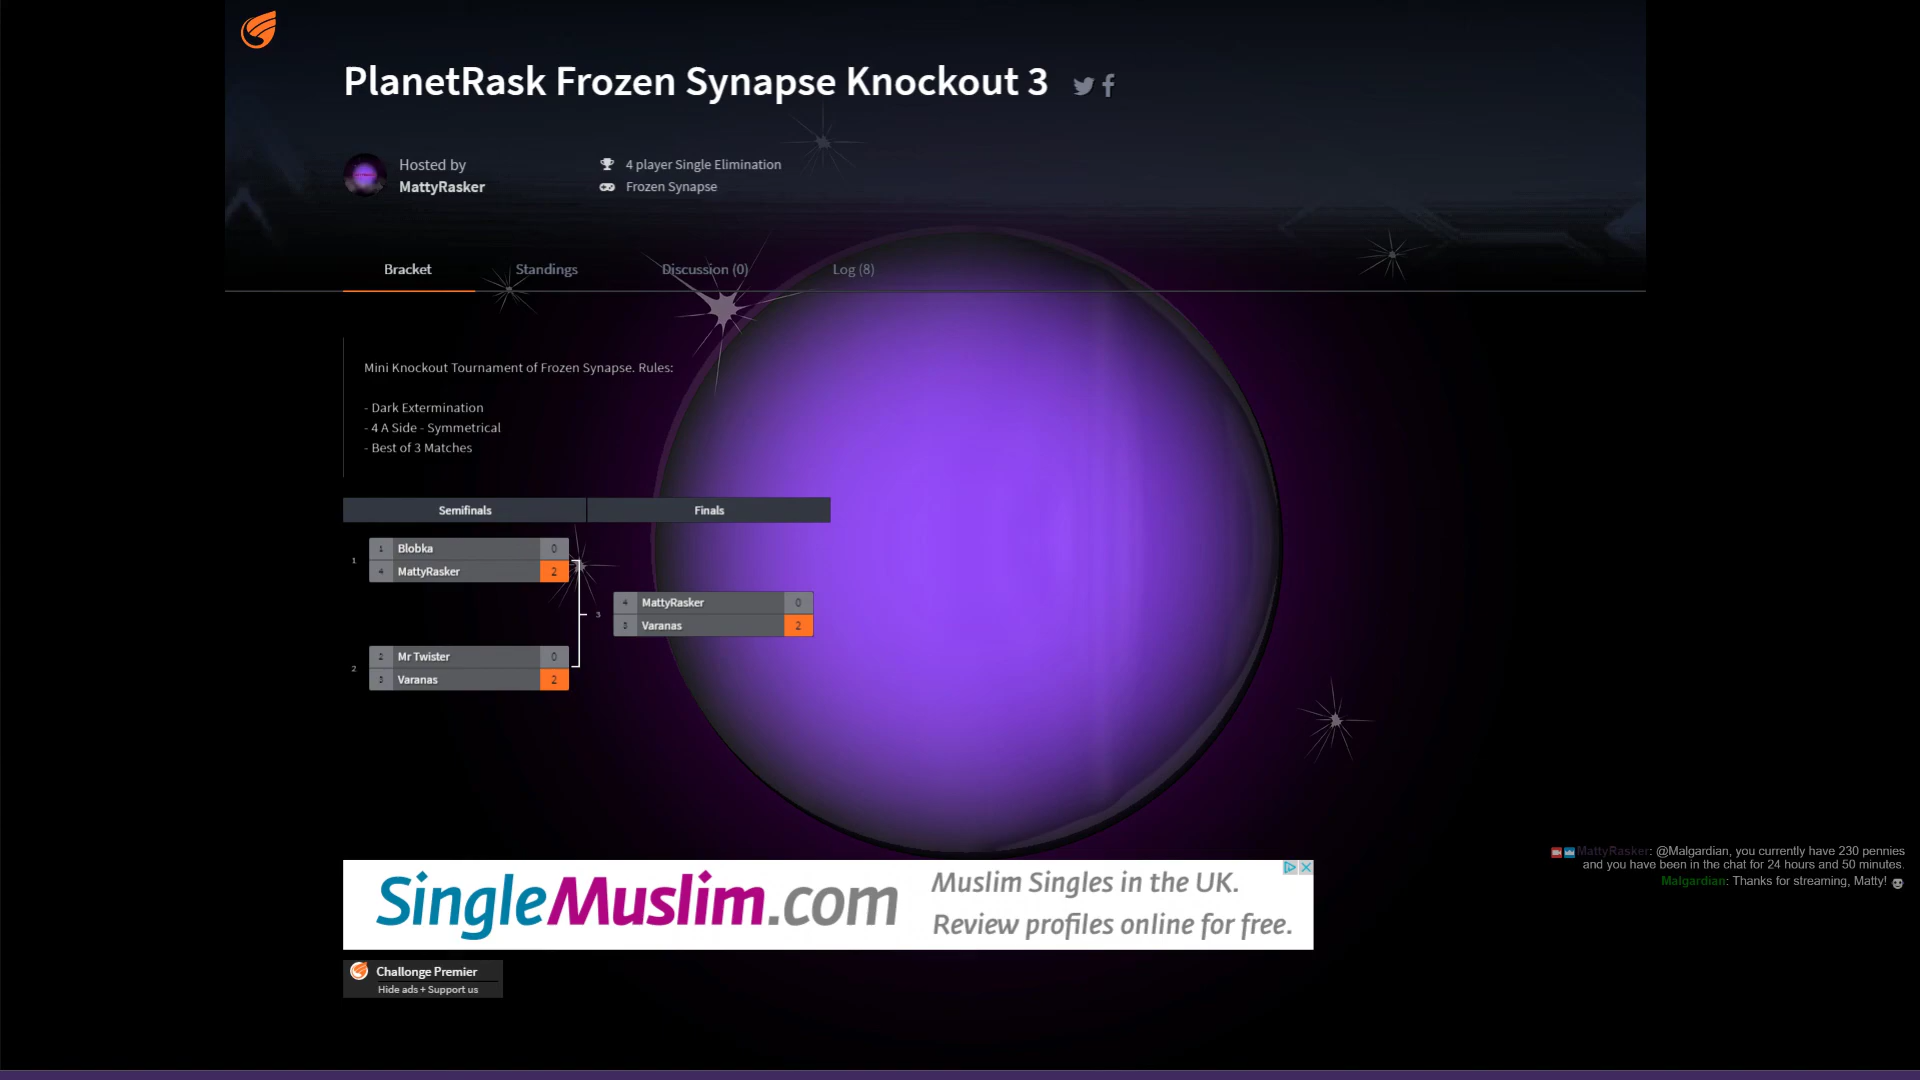 PlanetRask Frozen Synapse Knockout 3
Hosted by
MattyRasker
4 player Single Elimination
Frozen Synapse
Bracket
Standings
Discussion (0)
Log (8)
Mini Knockout Tournament of Frozen Synapse. Rules:
- Dark Extermination
- 4 A Side - Symmetrical
- Best of 3 Matches
Semifinals
Finals
1
1 Blobka 0
4 MattyRasker 2
3
4 MattyRasker 0
3 Varanas 2
2
2 Mr Twister 0
3 Varanas 2
SingleMuslim.com
Muslim Singles in the UK.
Review profiles online for free.
Challonge Premier
Hide ads + Support us
MattyRasker: @Malgardian, you currently have 230 pennies
and you have been in the chat for 24 hours and 50 minutes.
Malgardian: Thanks for streaming, Matty!